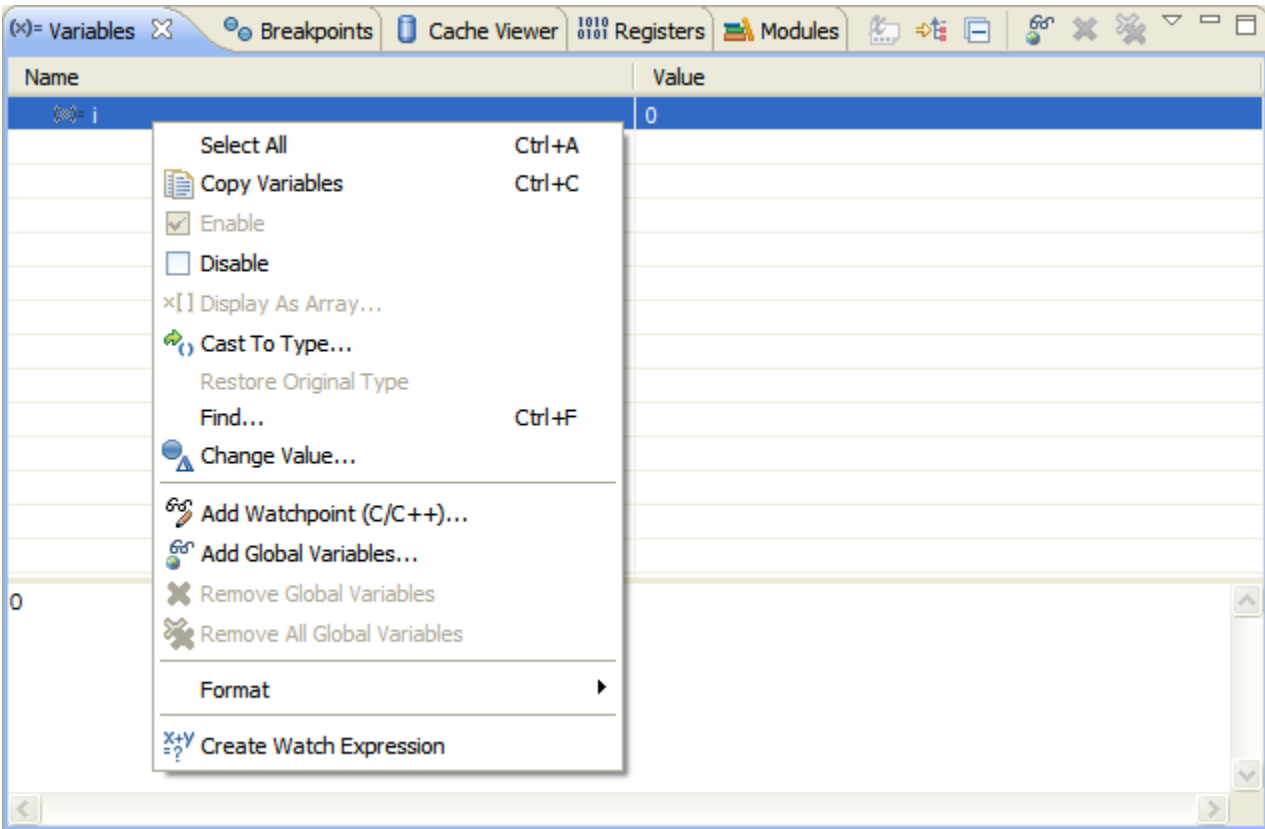 (x)= Variables Breakpoints Cache Viewer 1010 0101 Registers Modules
Name Value
(x)= i 0
Select All Ctrl+A
Copy Variables Ctrl+C
Enable
Disable
×[] Display As Array...
Cast To Type...
Restore Original Type
Find... Ctrl+F
Change Value...
Add Watchpoint (C/C++)...
Add Global Variables...
Remove Global Variables
0
Remove All Global Variables
Format
X+Y =? Create Watch Expression